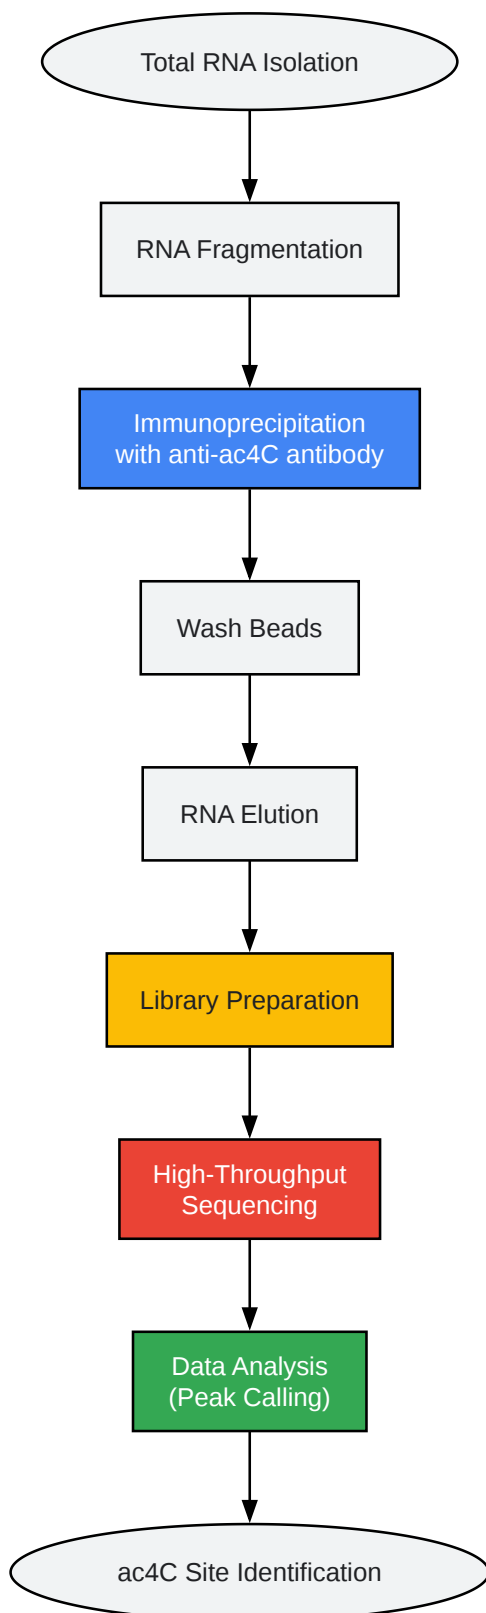 Total RNA Isolation
RNA Fragmentation
Immunoprecipitation
with anti-ac4C antibody
Wash Beads
RNA Elution
Library Preparation
High-Throughput
Sequencing
Data Analysis
(Peak Calling)
ac4C Site Identification